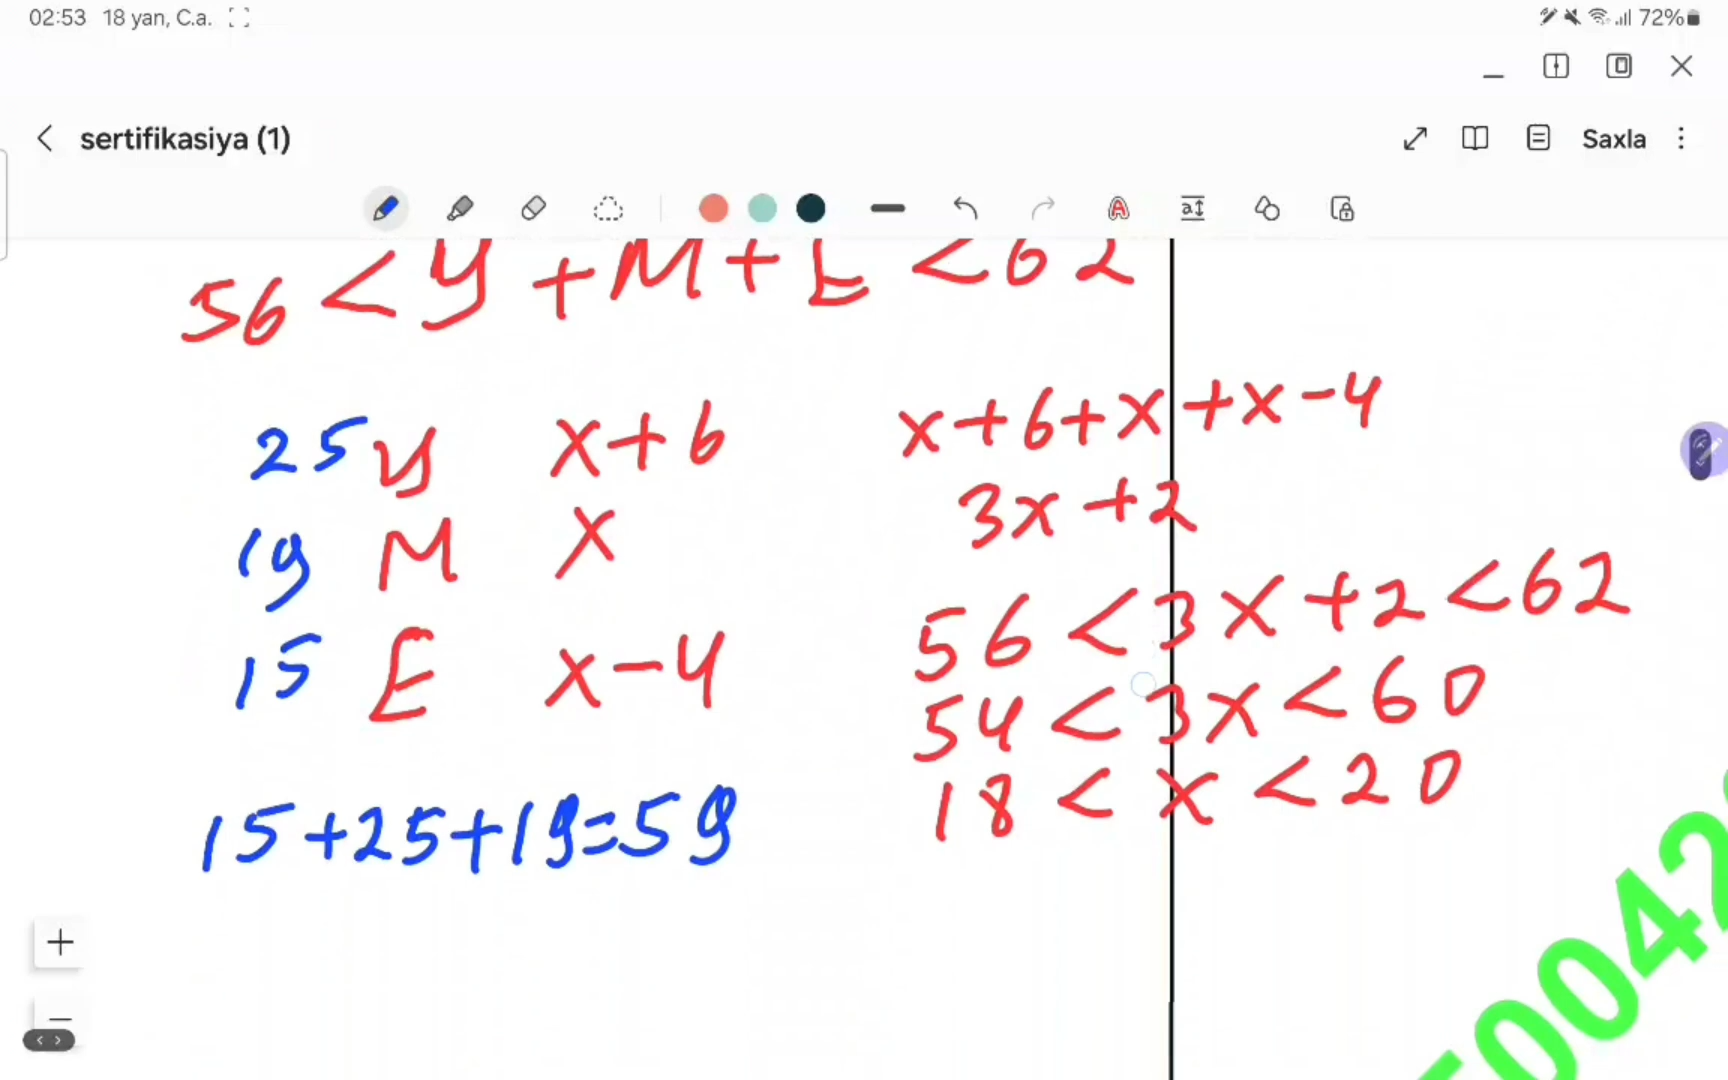 02:53 18 yan, C.a. 72%
sertifikasiya (1) Saxla
56 < y + M + E < 62
25 y x + 6
19 M x
15 E x - 4
15 + 25 + 19 = 59
x + 6 + x + x - 4
3x + 2
56 < 3x + 2 < 62
54 < 3x < 60
18 < x < 20